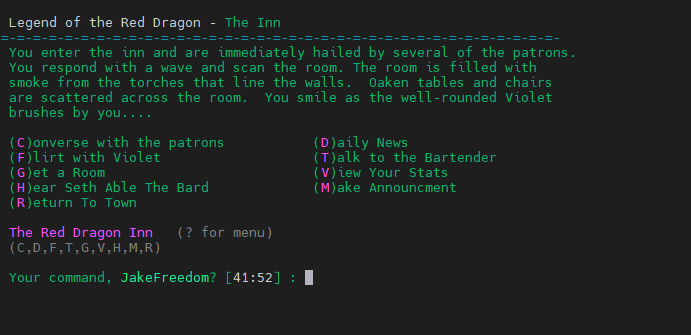 Legend of the Red Dragon - The Inn
=-=-=-=-=-=-=-=-=-=-=-=-=-=-=-=-=-=-=-=-=-=-=-=-=-=-=-=-=-=-=-=-=-=-
You enter the inn and are immediately hailed by several of the patrons.
You respond with a wave and scan the room. The room is filled with
smoke from the torches that line the walls.  Oaken tables and chairs
are scattered across the room.  You smile as the well-rounded Violet
brushes by you....
(C)onverse with the patrons           (D)aily News
(F)lirt with Violet                   (T)alk to the Bartender
(G)et a Room                          (V)iew Your Stats
(H)ear Seth Able The Bard             (M)ake Announcment
(R)eturn To Town
The Red Dragon Inn   (? for menu)
(C,D,F,T,G,V,H,M,R)
Your command, JakeFreedom? [41:52] :